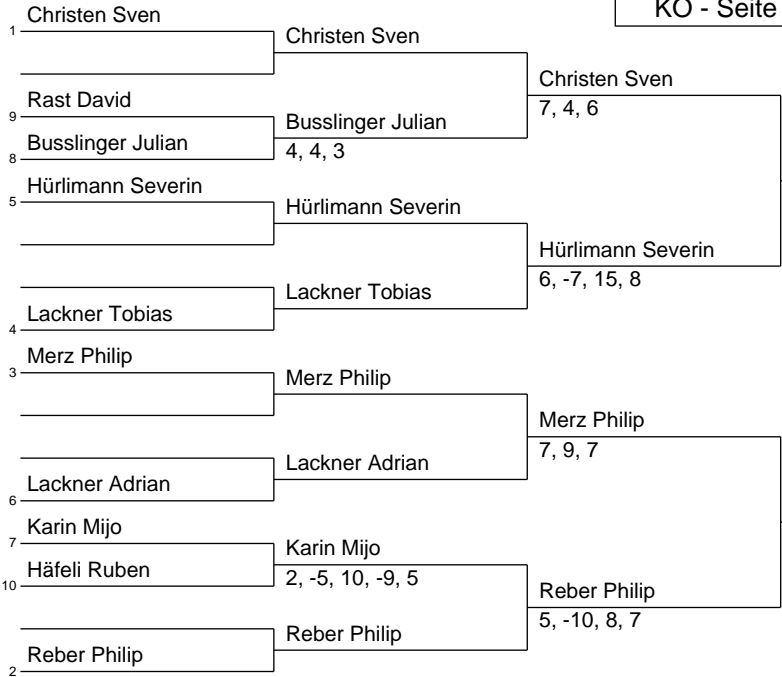 KO - Seite
1 Christen Sven
9 Rast David
8 Busslinger Julian
5 Hürlimann Severin
4 Lackner Tobias
3 Merz Philip
6 Lackner Adrian
7 Karin Mijo
10 Häfeli Ruben
2 Reber Philip
Christen Sven
Busslinger Julian
4, 4, 3
Hürlimann Severin
Lackner Tobias
Merz Philip
Lackner Adrian
Karin Mijo
2, -5, 10, -9, 5
Reber Philip
Christen Sven
7, 4, 6
Hürlimann Severin
6, -7, 15, 8
Merz Philip
7, 9, 7
Reber Philip
5, -10, 8, 7